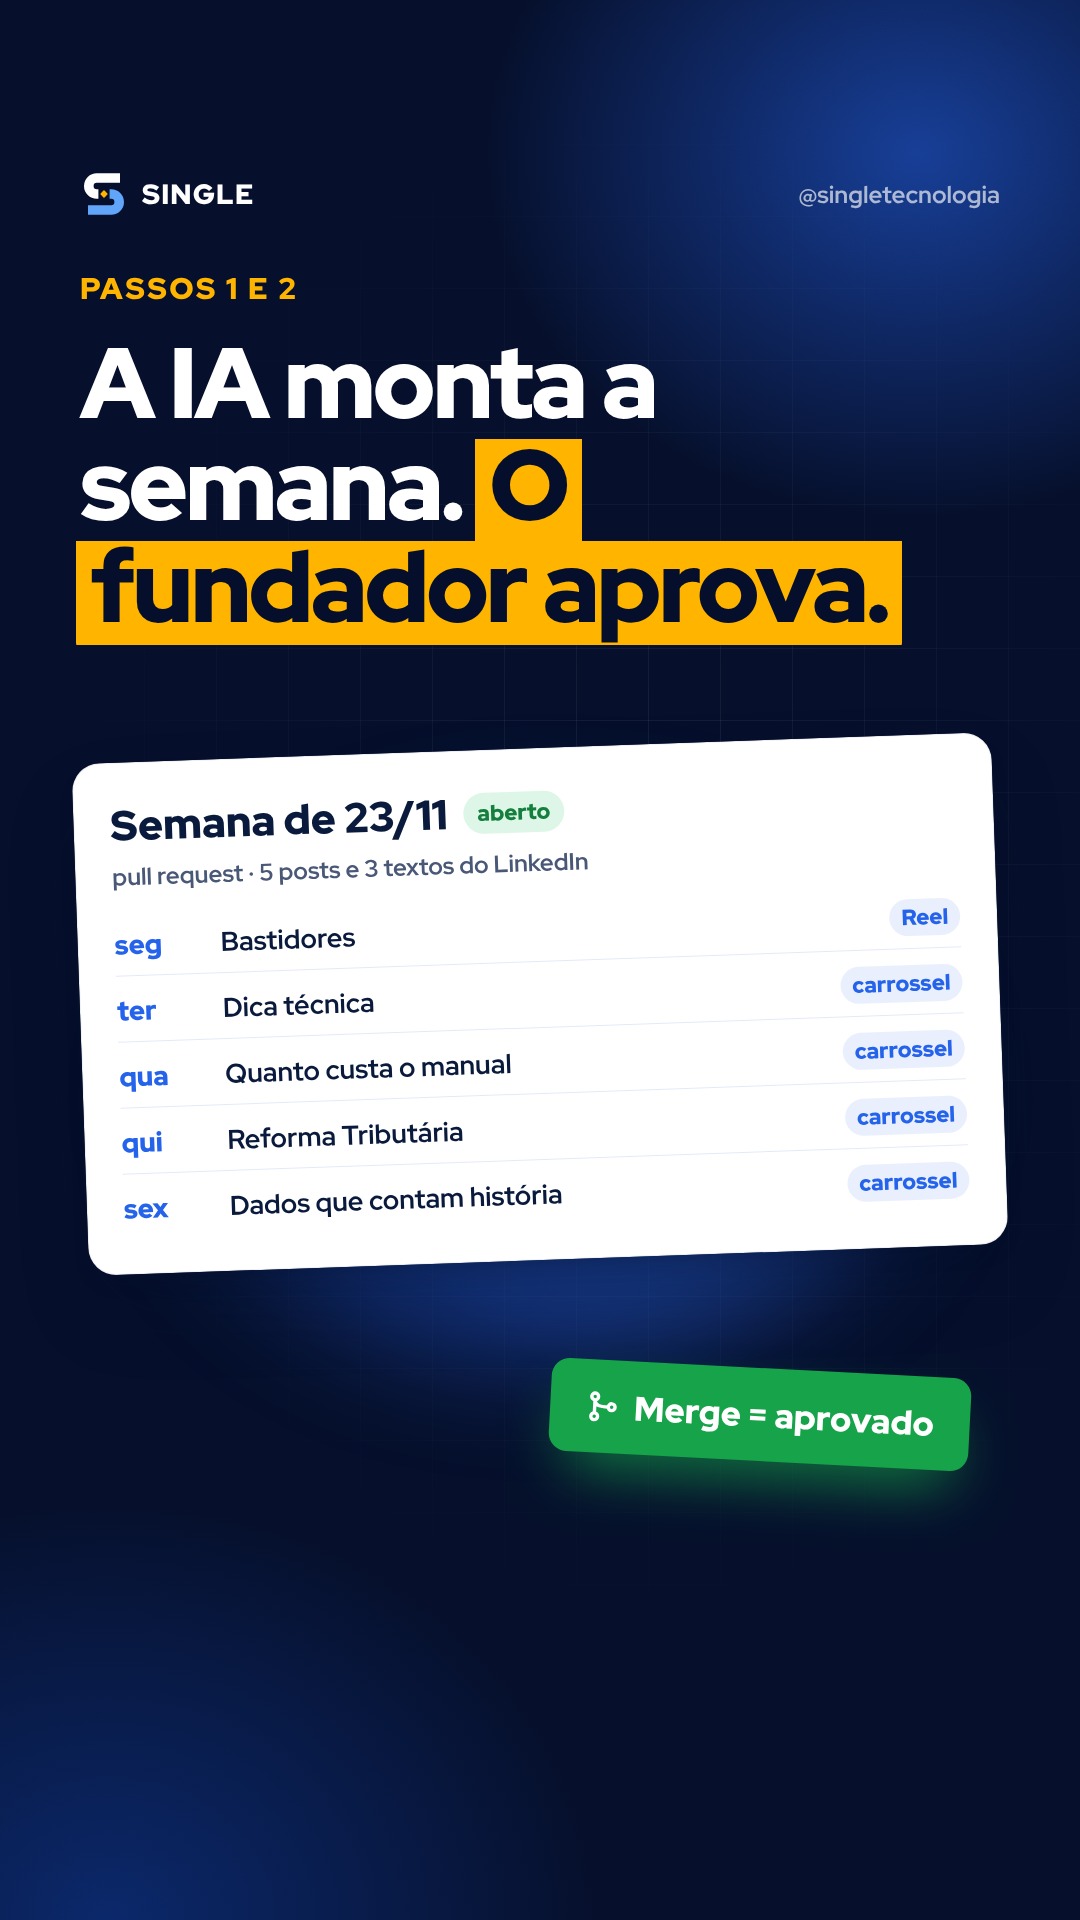 SINGLE
@singletecnologia
PASSOS 1 E 2
A IA monta a
semana. O
fundador aprova.
Semana de 23/11 aberto
pull request · 5 posts e 3 textos do LinkedIn
seg Bastidores Reel
ter Dica técnica carrossel
qua Quanto custa o manual carrossel
qui Reforma Tributária carrossel
sex Dados que contam história carrossel
Merge = aprovado